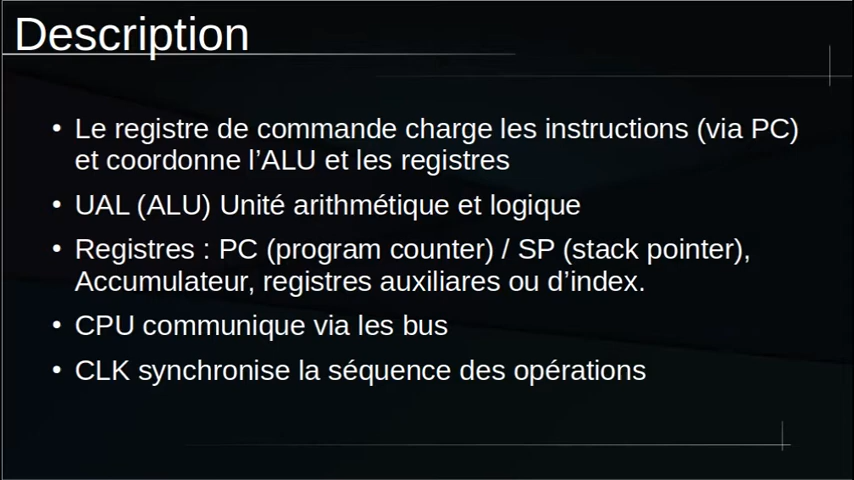 Description
• Le registre de commande charge les instructions (via PC)
et coordonne l’ALU et les registres
• UAL (ALU) Unité arithmétique et logique
• Registres : PC (program counter) / SP (stack pointer),
Accumulateur, registres auxiliares ou d’index.
• CPU communique via les bus
• CLK synchronise la séquence des opérations